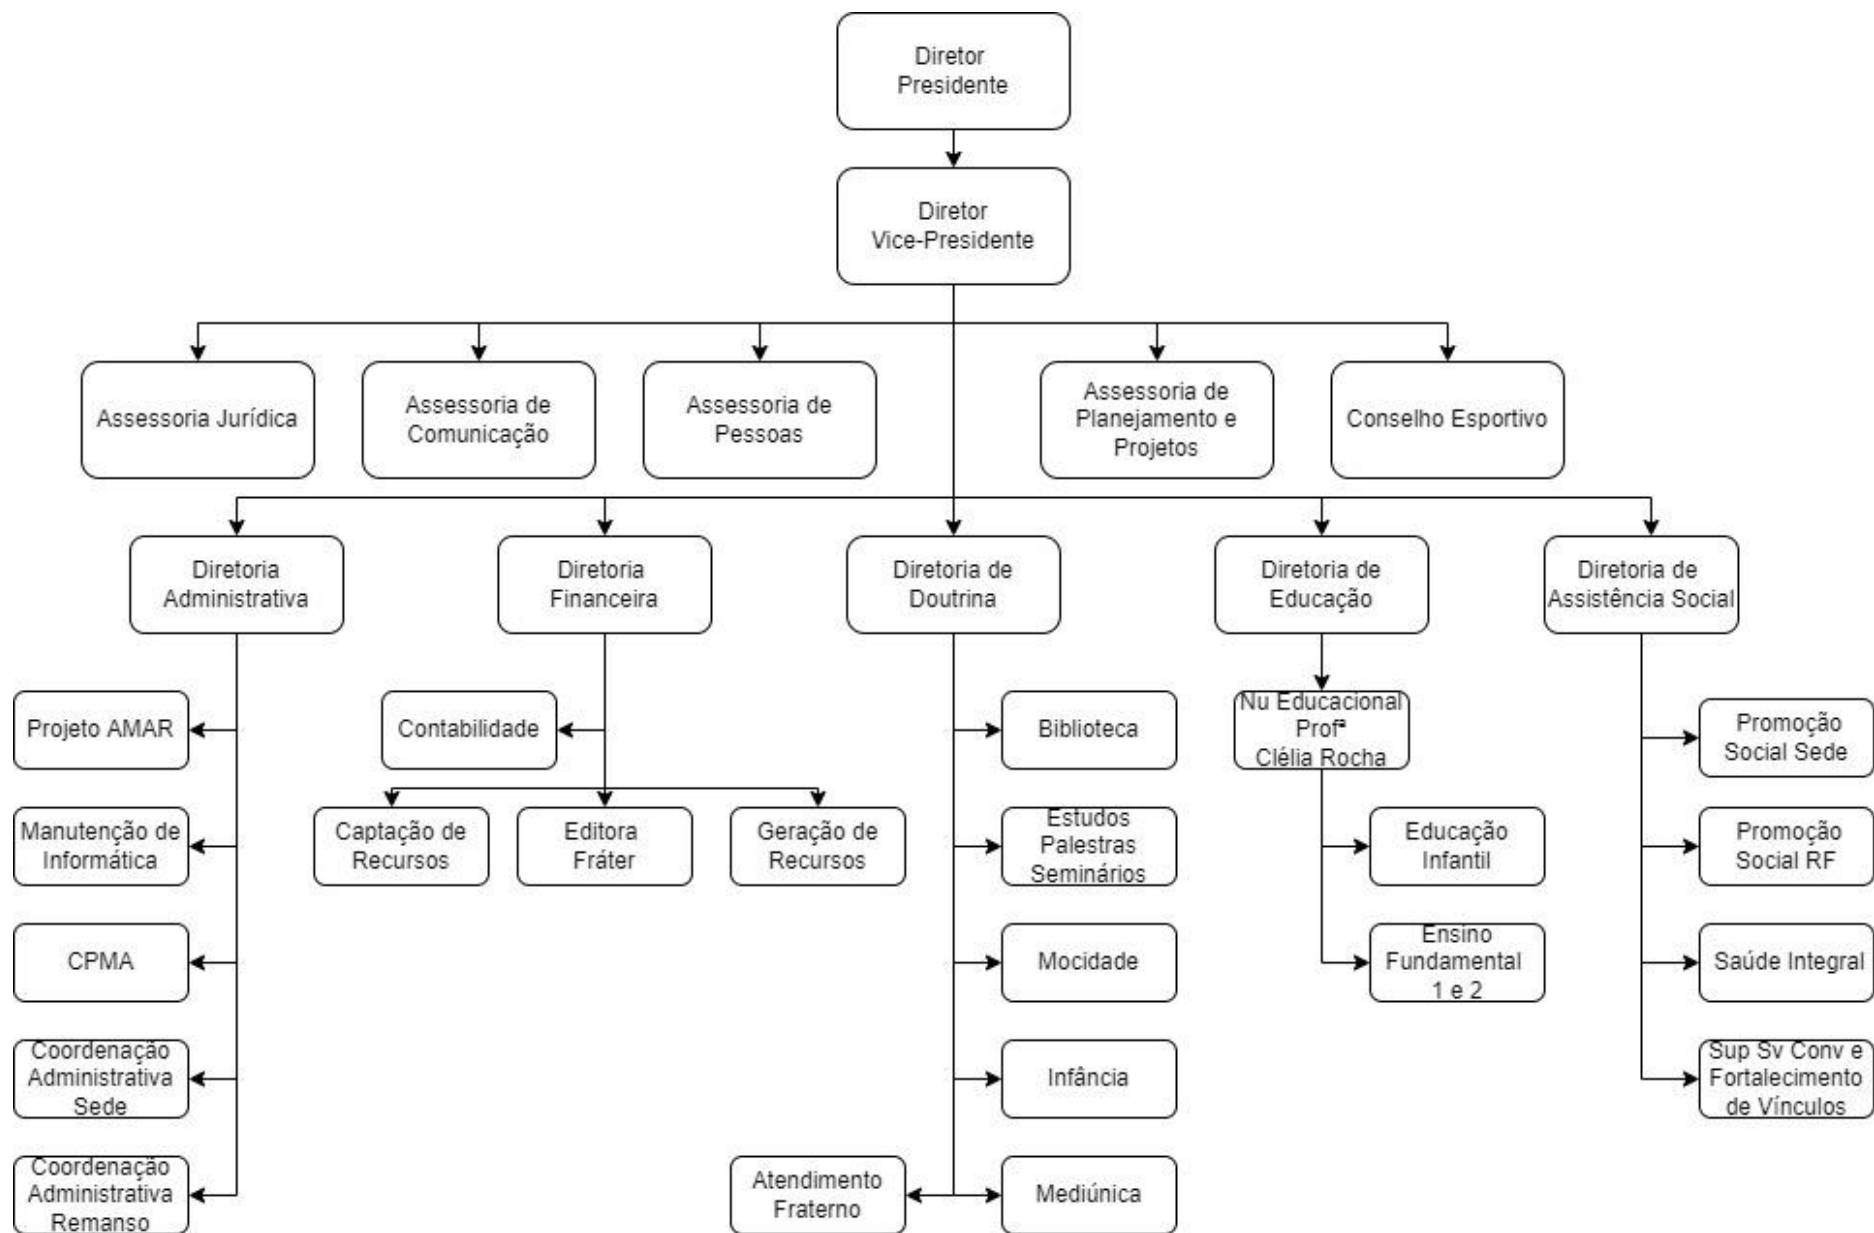 Diretor
Presidente
Diretor
Vice-Presidente
Assessoria Jurídica
Assessoria de
Comunicação
Assessoria de
Pessoas
Assessoria de
Planejamento e
Projetos
Conselho Esportivo
Diretoria
Administrativa
Diretoria
Financeira
Diretoria de
Doutrina
Diretoria de
Educação
Diretoria de
Assistência Social
Projeto AMAR
Manutenção de
Informática
CPMA
Coordenação
Administrativa
Sede
Coordenação
Administrativa
Remanso
Contabilidade
Captação de
Recursos
Editora
Fráter
Geração de
Recursos
Biblioteca
Estudos
Palestras
Seminários
Mocidade
Infância
Atendimento
Fraterno
Mediúnica
Nu Educacional
Profª
Clélia Rocha
Educação
Infantil
Ensino
Fundamental
1 e 2
Promoção
Social Sede
Promoção
Social RF
Saúde Integral
Sup Sv Conv e
Fortalecimento
de Vínculos